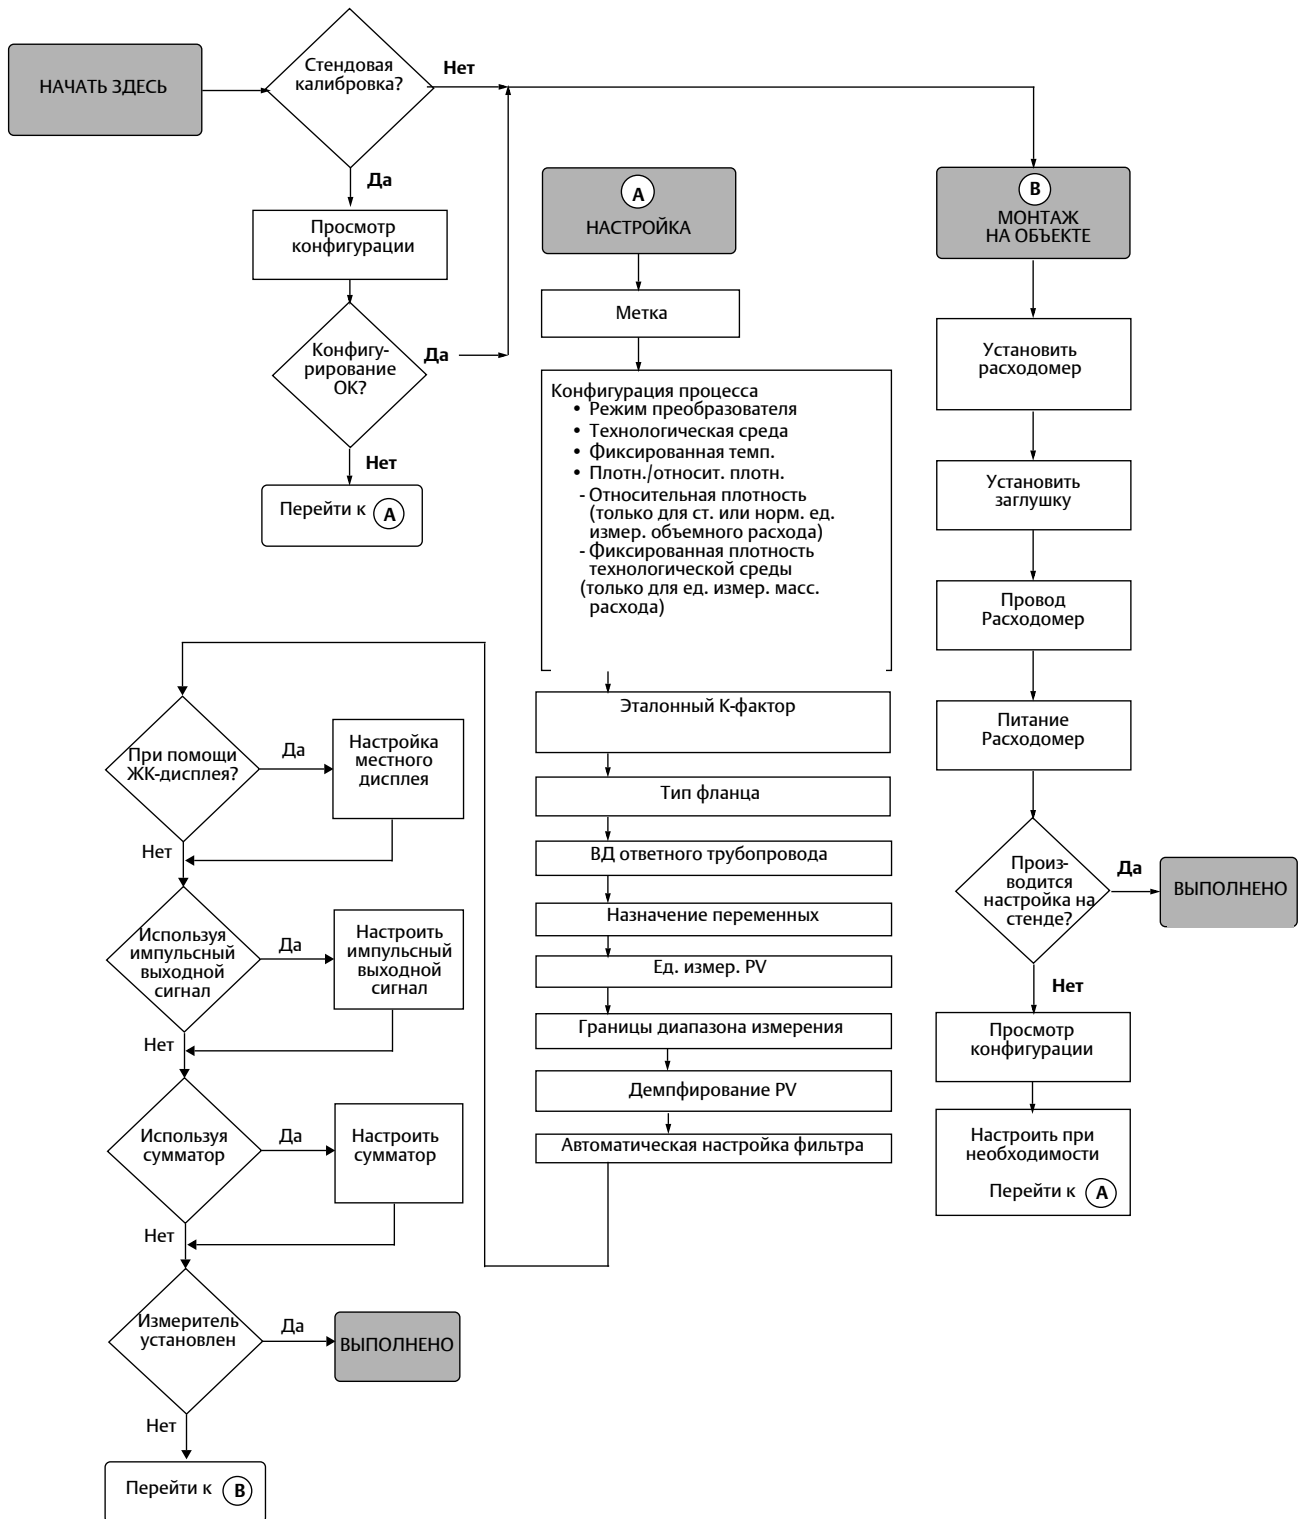 НАЧАТЬ ЗДЕСЬ
Стендовая
калибровка?
Нет
Да
Просмотр
конфигурации
Конфигу-
рирование
ОК?
Да
Нет
Перейти к A
A
НАСТРОЙКА
Метка
Конфигурация процесса
• Режим преобразователя
• Технологическая среда
• Фиксированная темп.
• Плотн./относит. плотн.
- Относительная плотность
(только для ст. или норм. ед.
измер. объемного расхода)
- Фиксированная плотность
технологической среды
(только для ед. измер. масс.
расхода)
Эталонный К-фактор
Тип фланца
ВД ответного трубопровода
Назначение переменных
Ед. измер. PV
Границы диапазона измерения
Демпфирование PV
Автоматическая настройка фильтра
При помощи
ЖК-дисплея?
Да
Настройка
местного
дисплея
Нет
Используя
импульсный
выходной
сигнал
Да
Настроить
импульсный
выходной
сигнал
Нет
Используя
сумматор
Да
Настроить
сумматор
Нет
Измеритель
установлен
Да
ВЫПОЛНЕНО
Нет
Перейти к B
B
МОНТАЖ
НА ОБЪЕКТЕ
Установить
расходомер
Установить
заглушку
Провод
Расходомер
Питание
Расходомер
Произ-
водится
настройка на
стенде?
Да
ВЫПОЛНЕНО
Нет
Просмотр
конфигурации
Настроить при
необходимости
Перейти к A